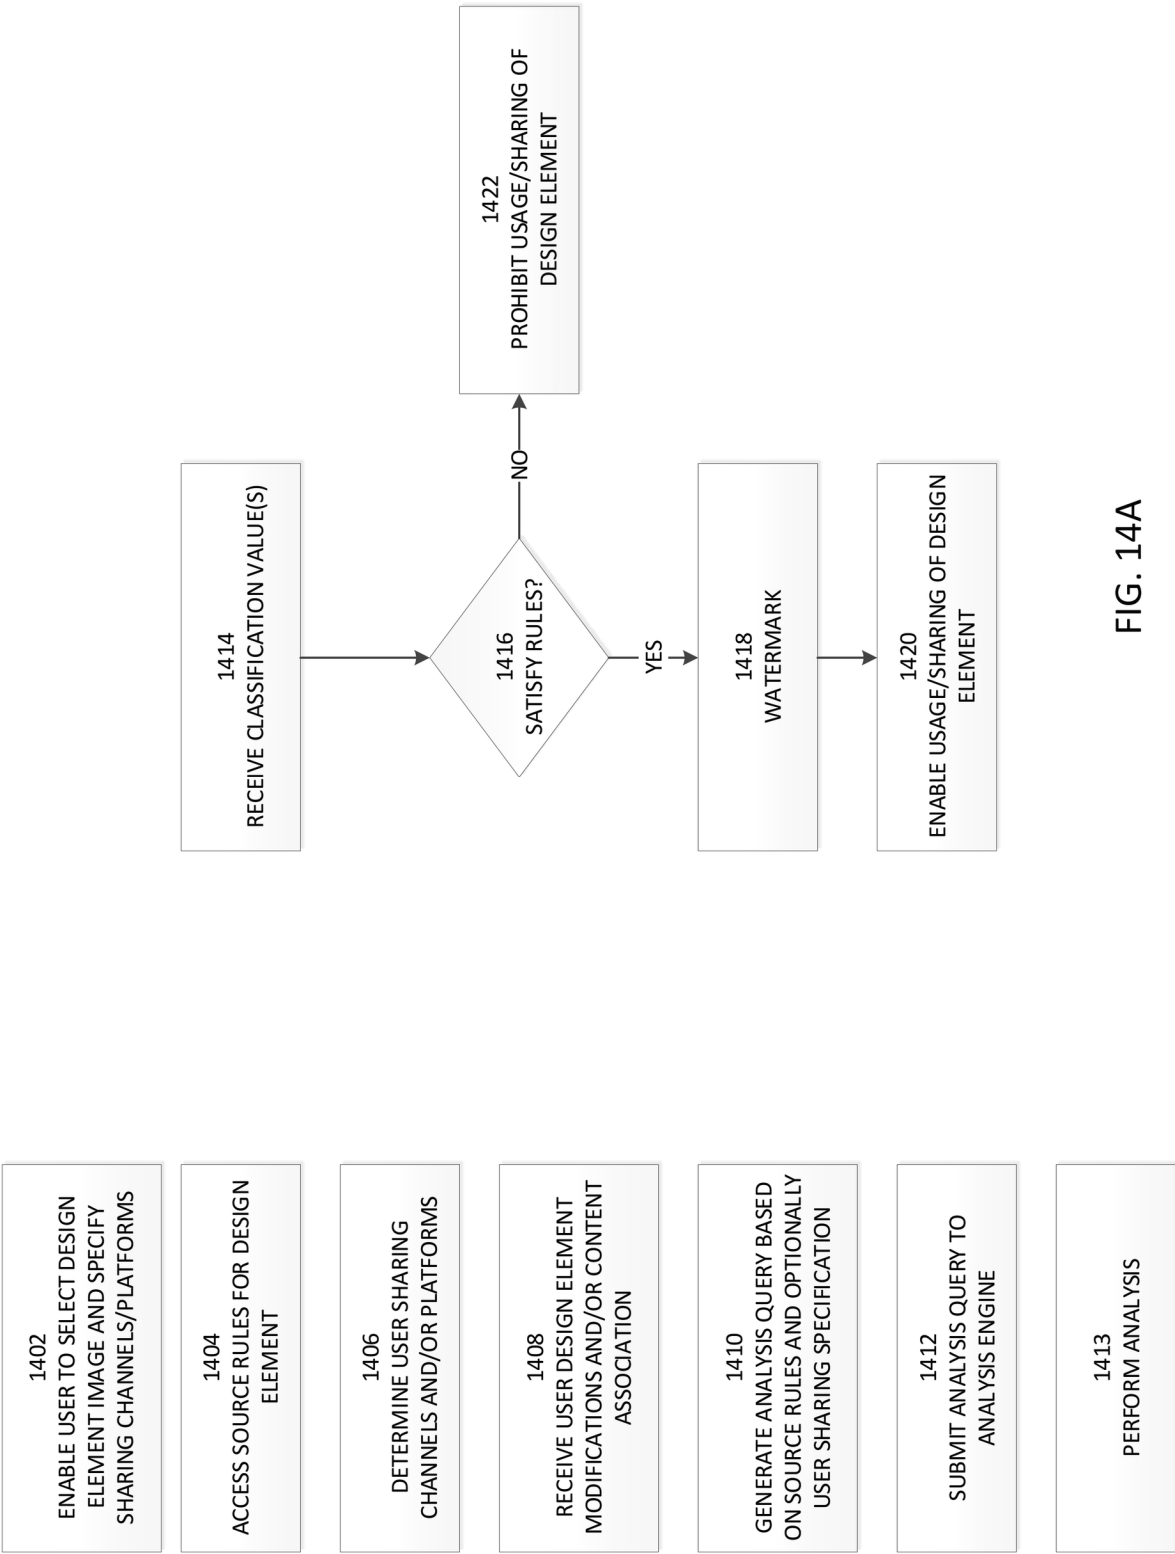 1402
ENABLE USER TO SELECT DESIGN
ELEMENT IMAGE AND SPECIFY
SHARING CHANNELS/PLATFORMS
1404
ACCESS SOURCE RULES FOR DESIGN
ELEMENT
1406
DETERMINE USER SHARING
CHANNELS AND/OR PLATFORMS
1408
RECEIVE USER DESIGN ELEMENT
MODIFICATIONS AND/OR CONTENT
ASSOCIATION
1410
GENERATE ANALYSIS QUERY BASED
ON SOURCE RULES AND OPTIONALLY
USER SHARING SPECIFICATION
1412
SUBMIT ANALYSIS QUERY TO
ANALYSIS ENGINE
1413
PERFORM ANALYSIS
1414
RECEIVE CLASSIFICATION VALUE(S)
1416
SATISFY RULES?
NO
1422
PROHIBIT USAGE/SHARING OF
DESIGN ELEMENT
YES
1418
WATERMARK
1420
ENABLE USAGE/SHARING OF DESIGN
ELEMENT
FIG. 14A